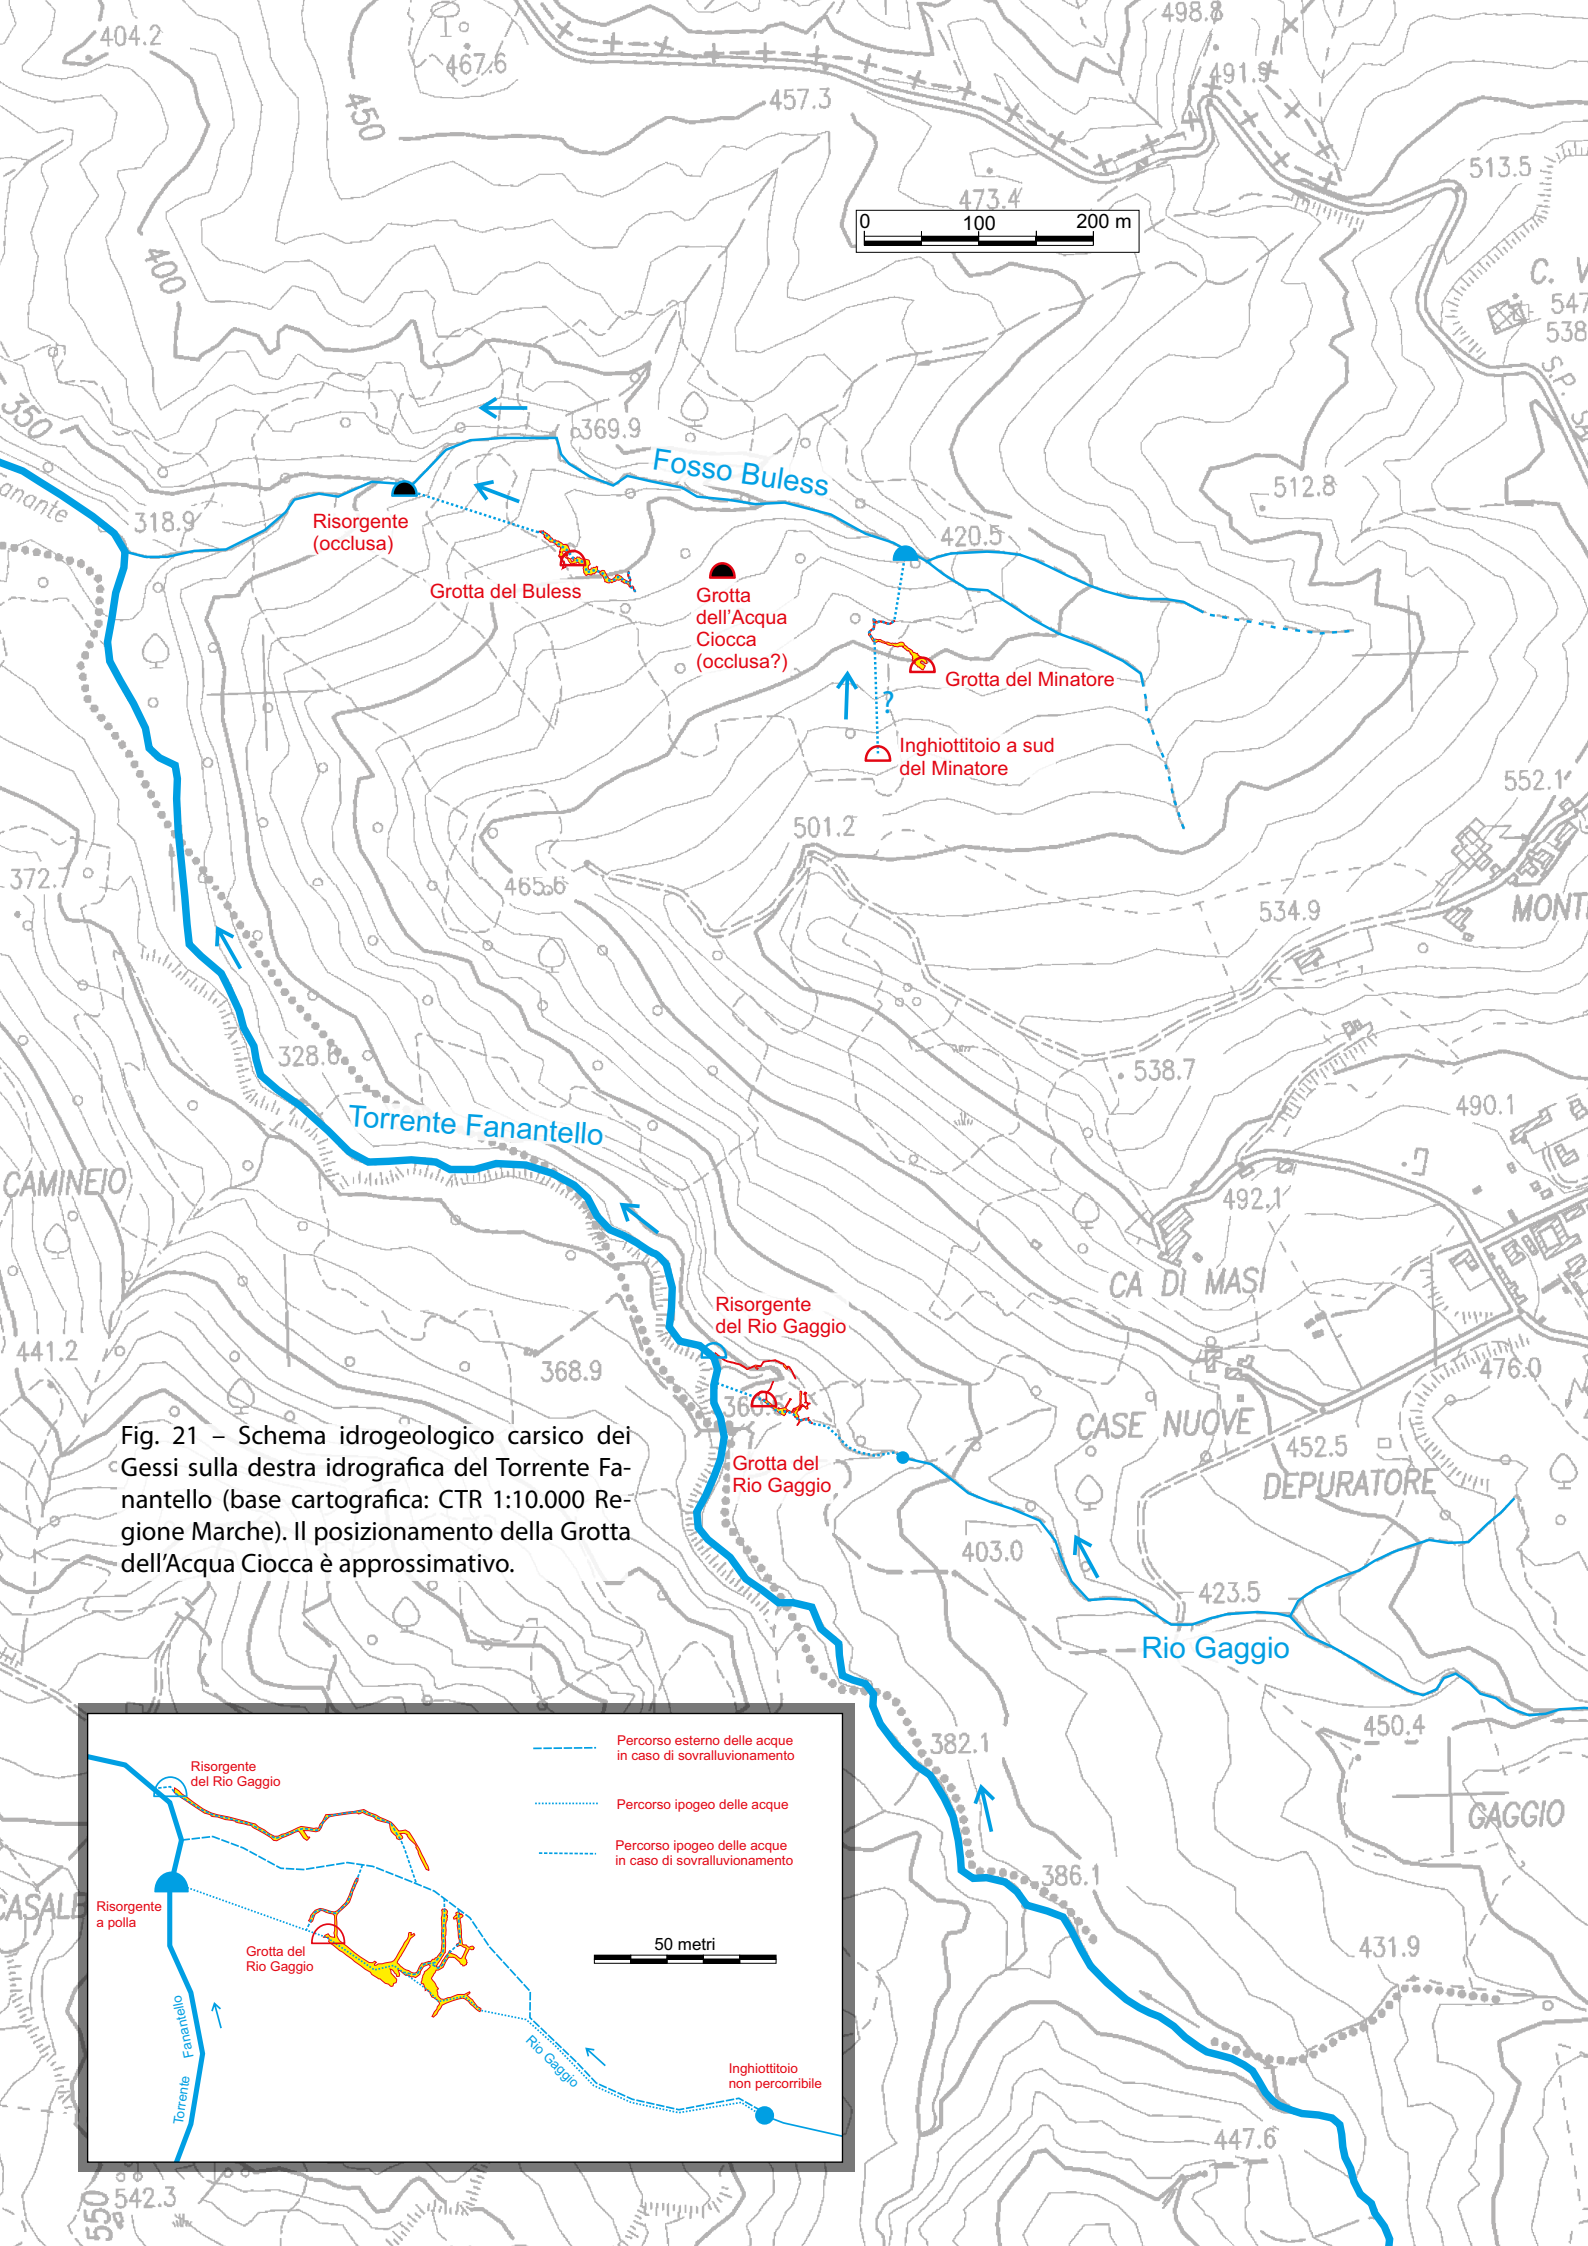 404.2
467.6
498.8
491.9
450
457.3
513.5
473.4
0 100 200 m
400
C. V
547
538
S.P.
350
369.9
Fosso Buless
512.8
anante
318.9
Risorgente
(occlusa)
420.5
Grotta del Buless
Grotta
dell'Acqua
Ciocca
(occlusa?)
Grotta del Minatore
?
Inghiottitoio a sud
del Minatore
552.1
501.2
372.7
465.6
534.9
MONT
328.6
538.7
490.1
Torrente Fanantello
CAMINEIO
492.1
CA DI MASI
Risorgente
del Rio Gaggio
441.2
368.9
476.0
360.
CASE NUOVE
452.5
DEPURATORE
Grotta del
Rio Gaggio
Fig. 21 – Schema idrogeologico carsico dei
Gessi sulla destra idrografica del Torrente Fa-
nantello (base cartografica: CTR 1:10.000 Re-
gione Marche). Il posizionamento della Grotta
dell'Acqua Ciocca è approssimativo.
403.0
423.5
Rio Gaggio
450.4
382.1
GAGGIO
386.1
431.9
CASALE
447.6
Risorgente
del Rio Gaggio
Percorso esterno delle acque
in caso di sovralluvionamento
Percorso ipogeo delle acque
Percorso ipogeo delle acque
in caso di sovralluvionamento
Risorgente
a polla
Grotta del
Rio Gaggio
50 metri
Torrente Fanantello
Rio Gaggio
Inghiottitoio
non percorribile
550
542.3